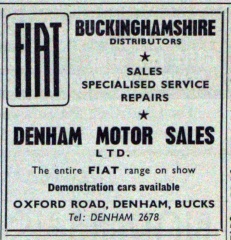 FIAT
BUCKINGHAMSHIRE
DISTRIBUTORS
★
SALES
SPECIALISED SERVICE
REPAIRS
★
DENHAM MOTOR SALES
LTD.
The entire FIAT range on show
Demonstration cars available
OXFORD ROAD, DENHAM, BUCKS
Tel: DENHAM 2678